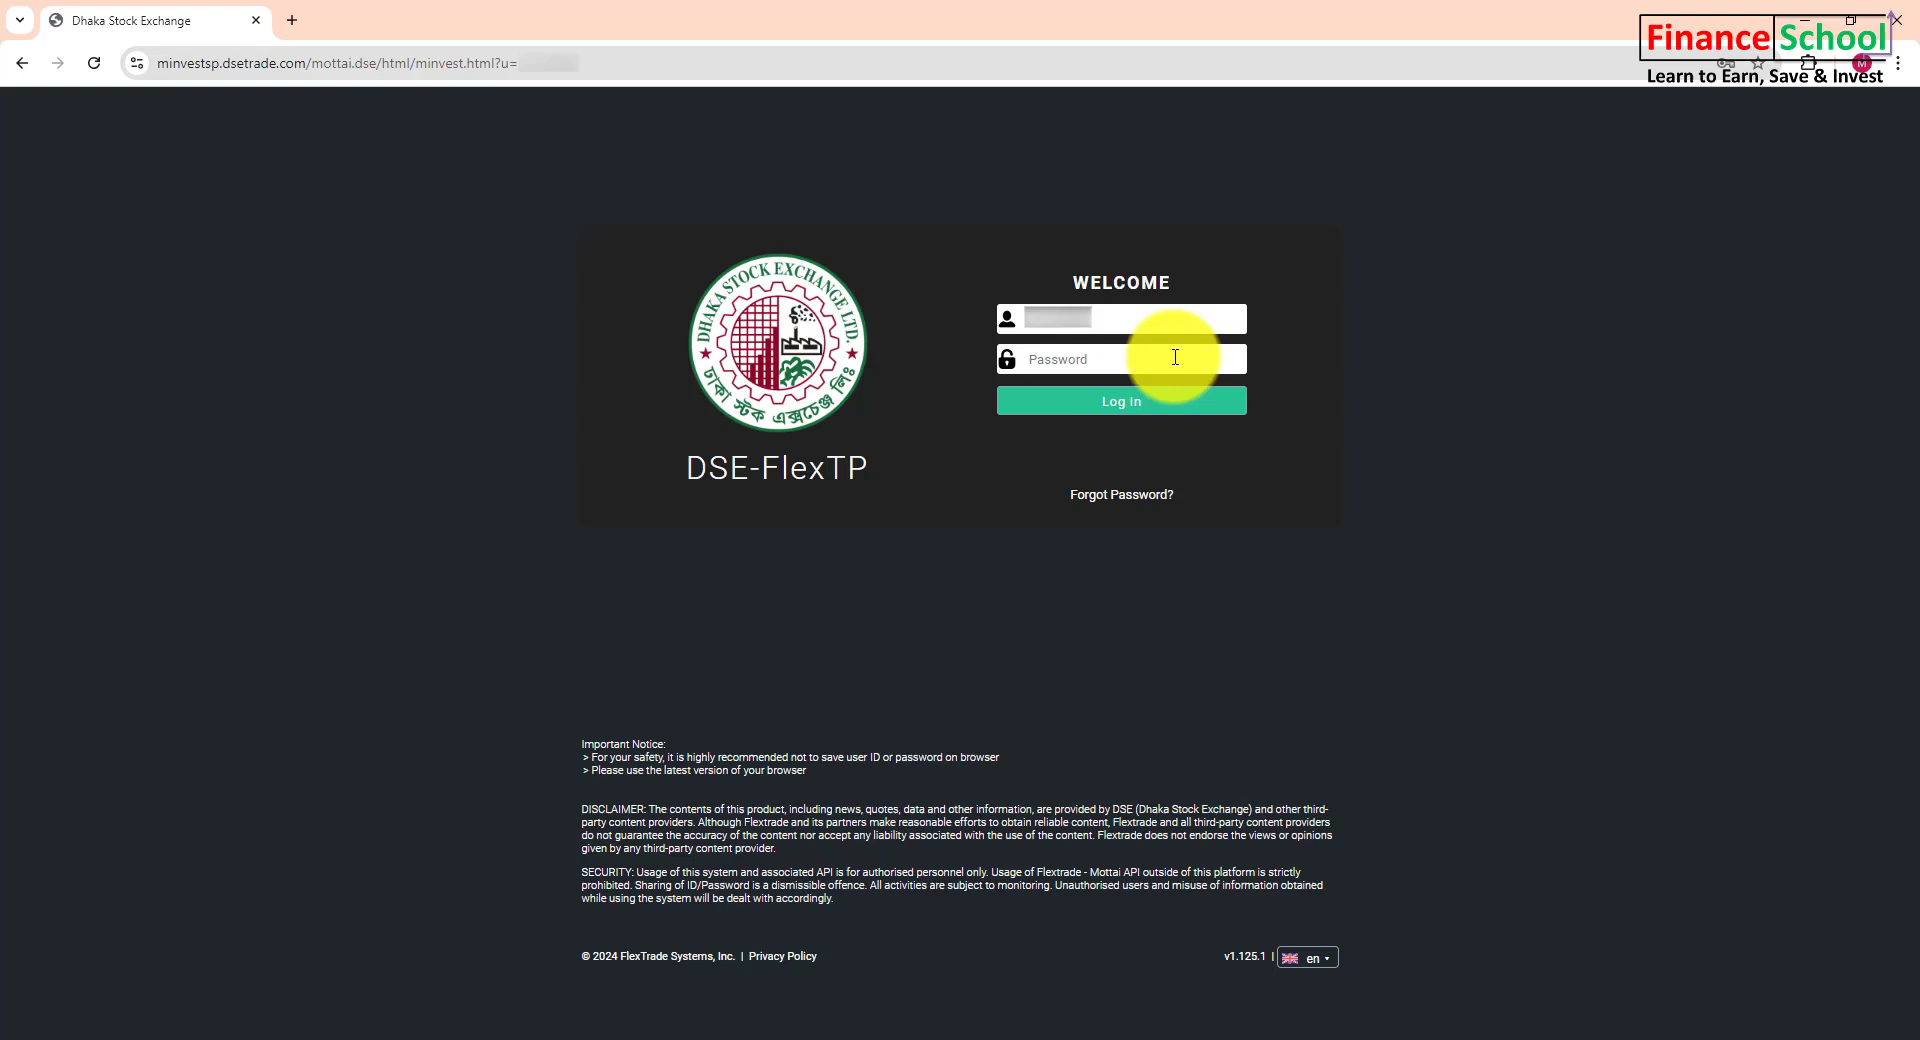 Dhaka Stock Exchange
Finance School
minvestsp.dsetrade.com/mottai.dse/html/minvest.html?u=
M
Learn to Earn, Save & Invest
DHAKA STOCK EXCHANGE LTD.
ঢাকা স্টক এক্সচেঞ্জ লিঃ
DSE-FlexTP
WELCOME
Password
Log In
Forgot Password?
Important Notice:
> For your safety, it is highly recommended not to save user ID or password on browser
> Please use the latest version of your browser
DISCLAIMER: The contents of this product, including news, quotes, data and other information, are provided by DSE (Dhaka Stock Exchange) and other third-
party content providers. Although Flextrade and its partners make reasonable efforts to obtain reliable content, Flextrade and all third-party content providers
do not guarantee the accuracy of the content nor accept any liability associated with the use of the content. Flextrade does not endorse the views or opinions
given by any third-party content provider.
SECURITY: Usage of this system and associated API is for authorised personnel only. Usage of Flextrade - Mottai API outside of this platform is strictly
prohibited. Sharing of ID/Password is a dismissible offence. All activities are subject to monitoring. Unauthorised users and misuse of information obtained
while using the system will be dealt with accordingly.
© 2024 FlexTrade Systems, Inc. | Privacy Policy
v1.125.1 | en